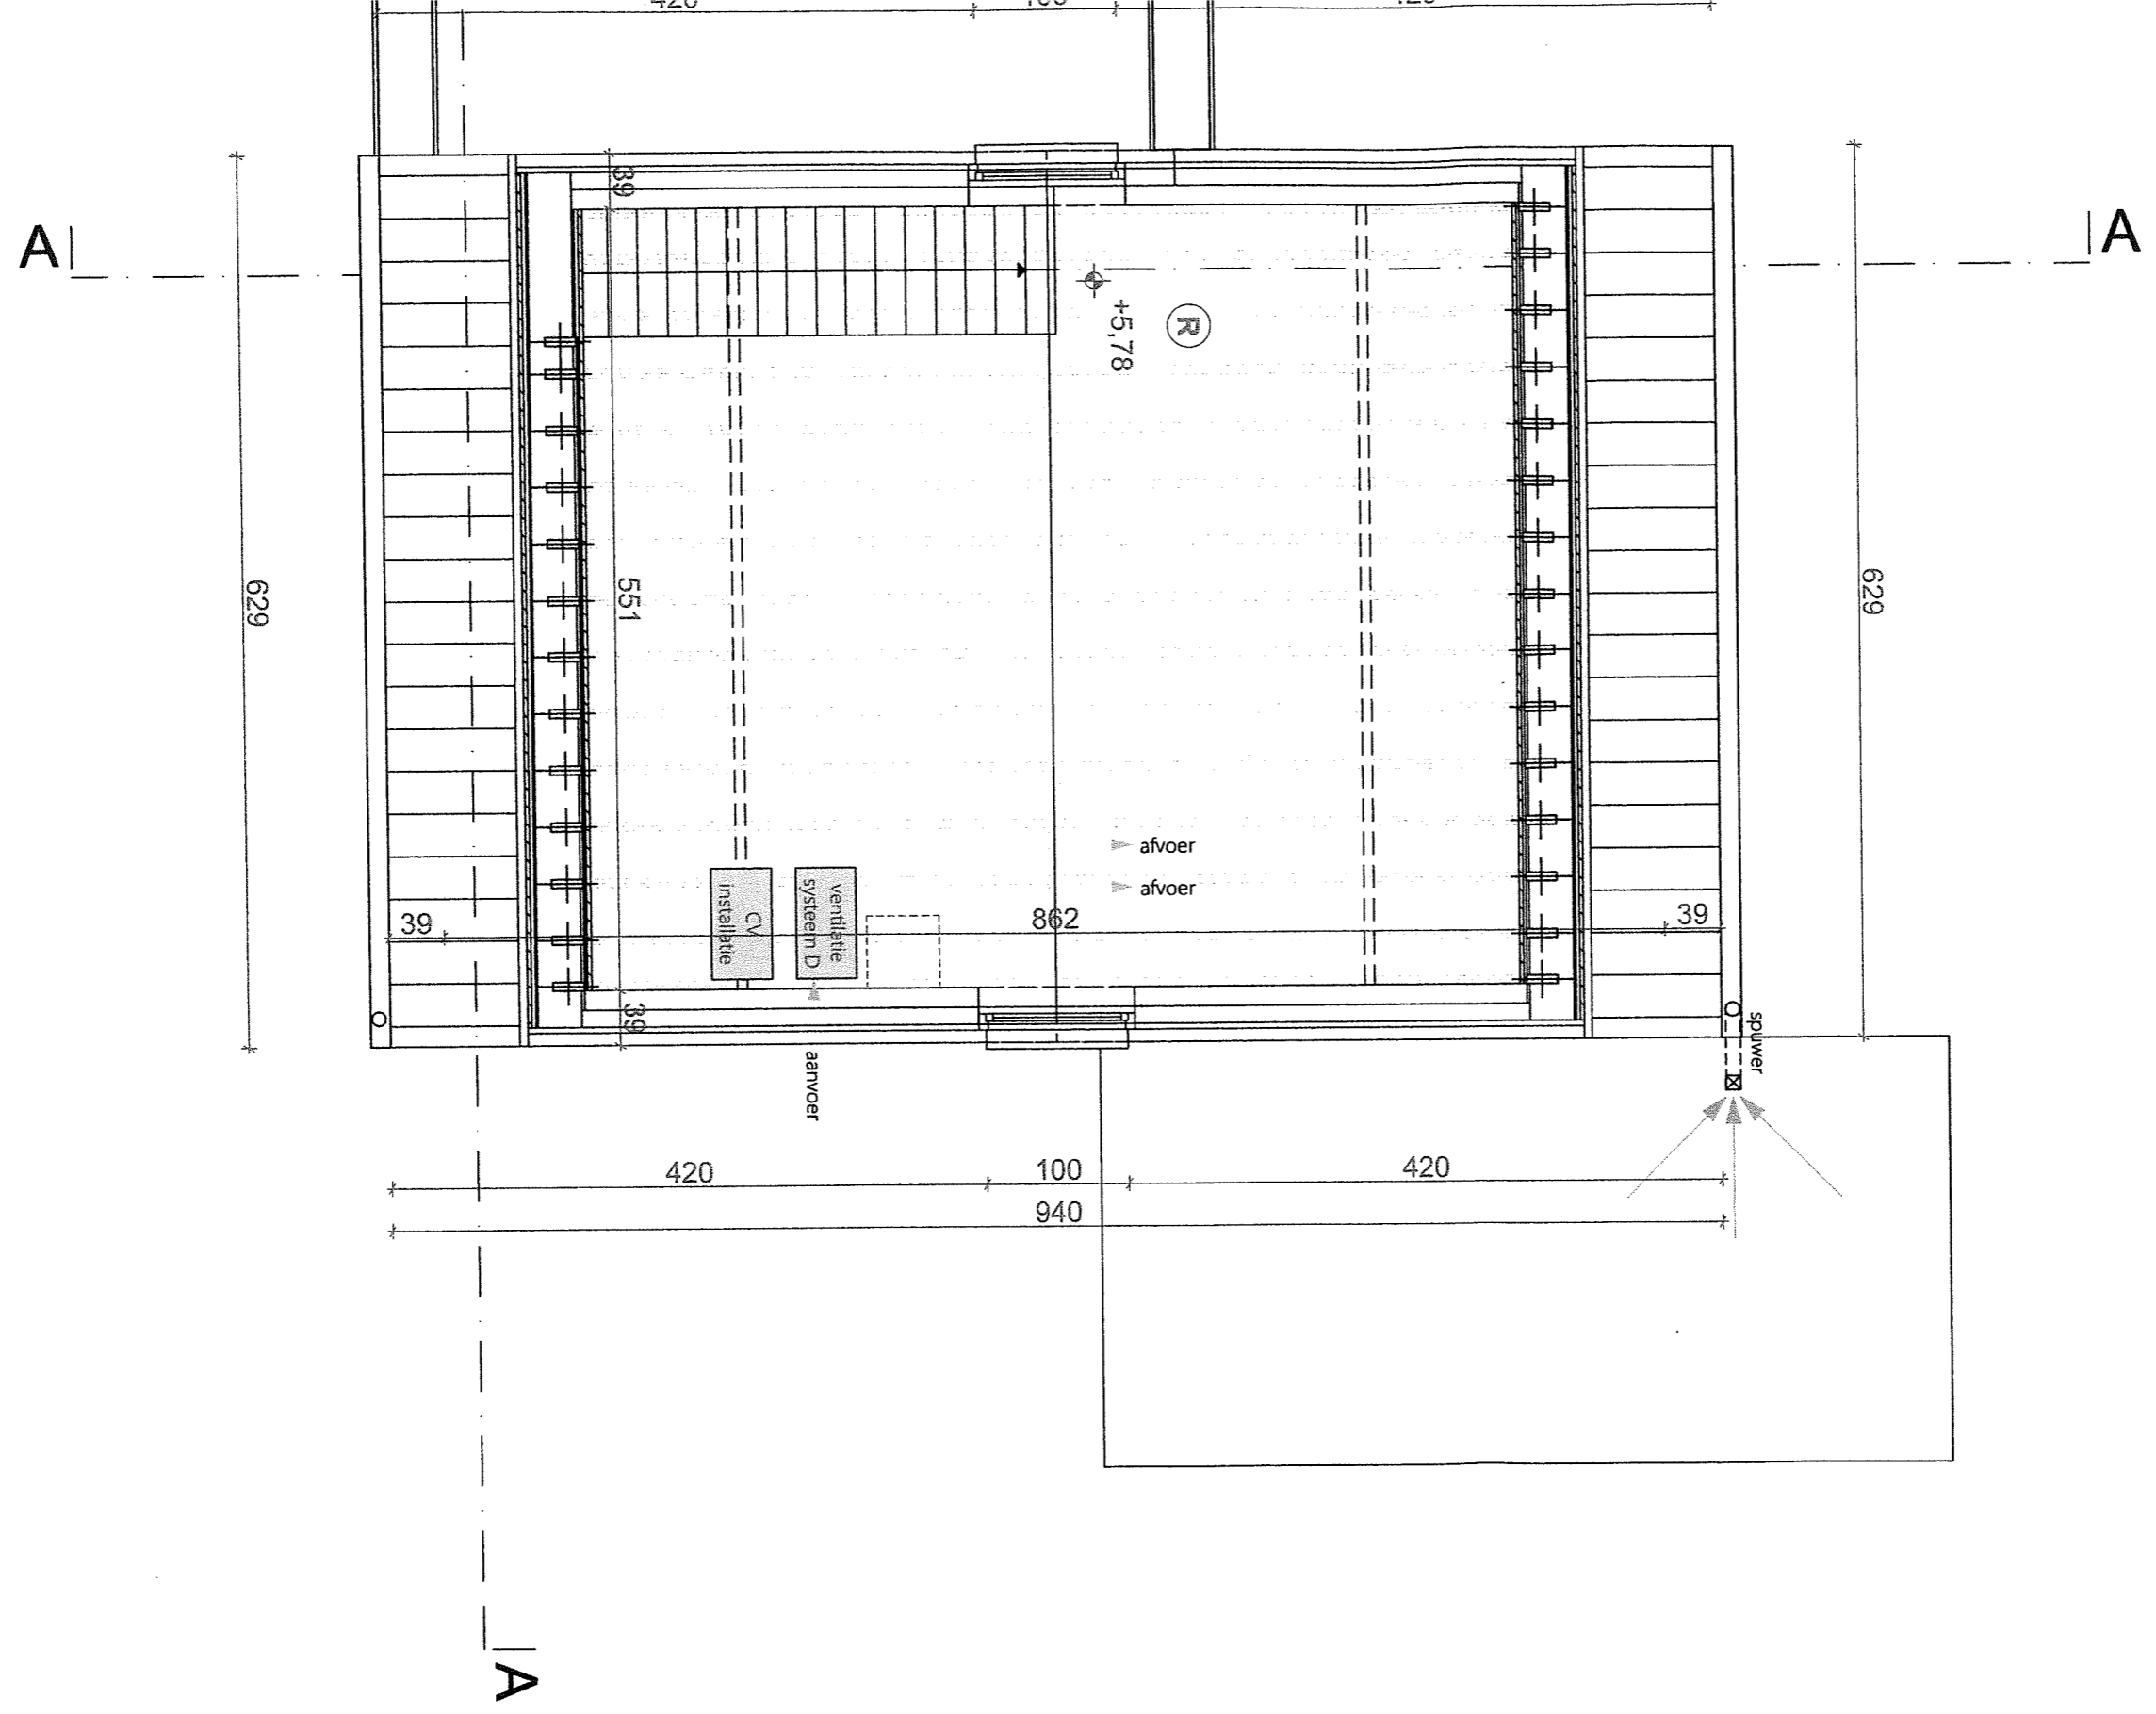 A
A
39
+5,78
R
629
551
629
afvoer
afvoer
CV
installatie
ventilatie
systeem D
39
862
39
39
spuwer
aanvoer
420
100
420
940
A